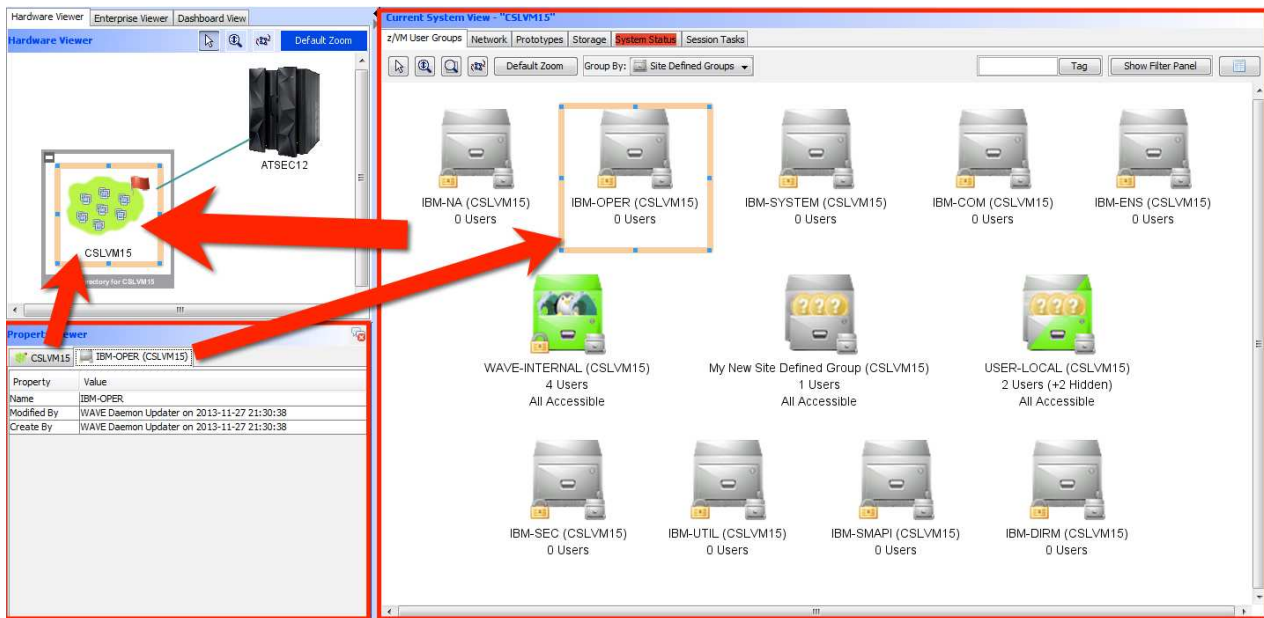 Hardware Viewer Enterprise Viewer Dashboard View
Hardware Viewer Default Zoom
ATSEC12
CSLVM15
Directory for CSLVM15
Property Viewer
CSLVM15 IBM-OPER (CSLVM15)
Property Value
Name IBM-OPER
Modified By WAVE Daemon Updater on 2013-11-27 21:30:38
Create By WAVE Daemon Updater on 2013-11-27 21:30:38
Current System View - "CSLVM15"
z/VM User Groups Network Prototypes Storage System Status Session Tasks
Default Zoom Group By: Site Defined Groups Tag Show Filter Panel
IBM-NA (CSLVM15) IBM-OPER (CSLVM15) IBM-SYSTEM (CSLVM15) IBM-COM (CSLVM15) IBM-ENS (CSLVM15)
0 Users 0 Users 0 Users 0 Users 0 Users
??? ???
WAVE-INTERNAL (CSLVM15) My New Site Defined Group (CSLVM15) USER-LOCAL (CSLVM15)
4 Users 1 Users 2 Users (+2 Hidden)
All Accessible All Accessible All Accessible
IBM-SEC (CSLVM15) IBM-UTIL (CSLVM15) IBM-SMAPI (CSLVM15) IBM-DIRM (CSLVM15)
0 Users 0 Users 0 Users 0 Users